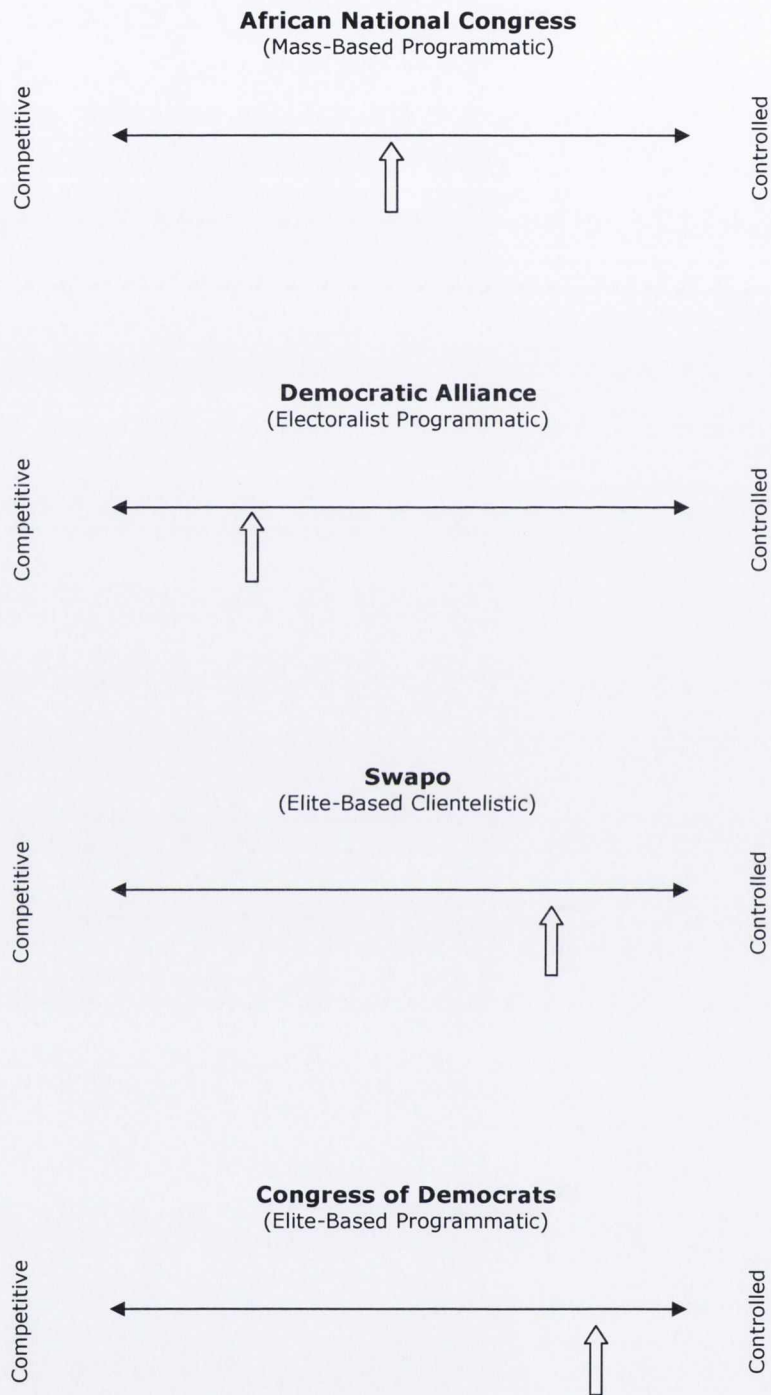 African National Congress
(Mass-Based Programmatic)
Competitive
Controlled
Democratic Alliance
(Electoralist Programmatic)
Competitive
Controlled
Swapo
(Elite-Based Clientelistic)
Competitive
Controlled
Congress of Democrats
(Elite-Based Programmatic)
Competitive
Controlled